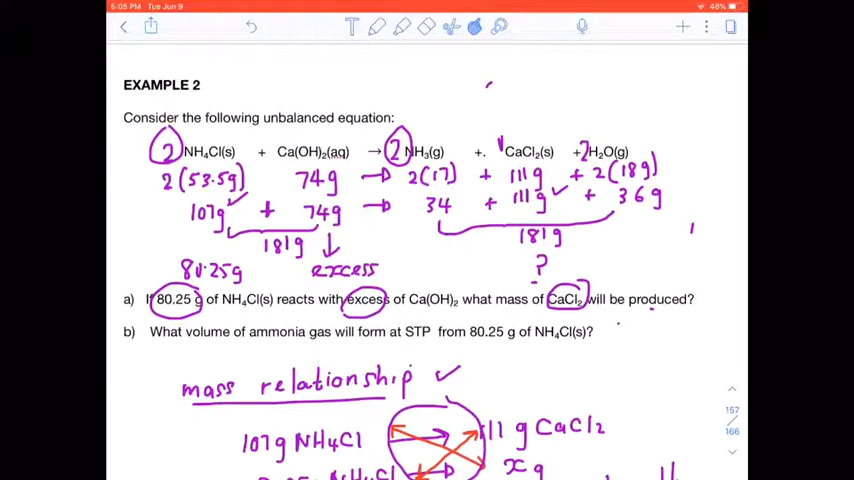 5:05 PM Tue Jun 9
48%
EXAMPLE 2
Consider the following unbalanced equation:
2 NH₄Cl(s) + Ca(OH)₂(aq) → 2 NH₃(g) +. CaCl₂(s) +2H₂O(g)
2(53.5g) 74g → 2(17) + 111g + 2(18g)
107g + 74g → 34 + 111g + 36g
181g 181g
80.25g excess ?
a) If 80.25 g of NH₄Cl(s) reacts with excess of Ca(OH)₂ what mass of CaCl₂ will be produced?
b) What volume of ammonia gas will form at STP from 80.25 g of NH₄Cl(s)?
mass relationship
157
166
107g NH₄Cl 111 g CaCl₂
x g